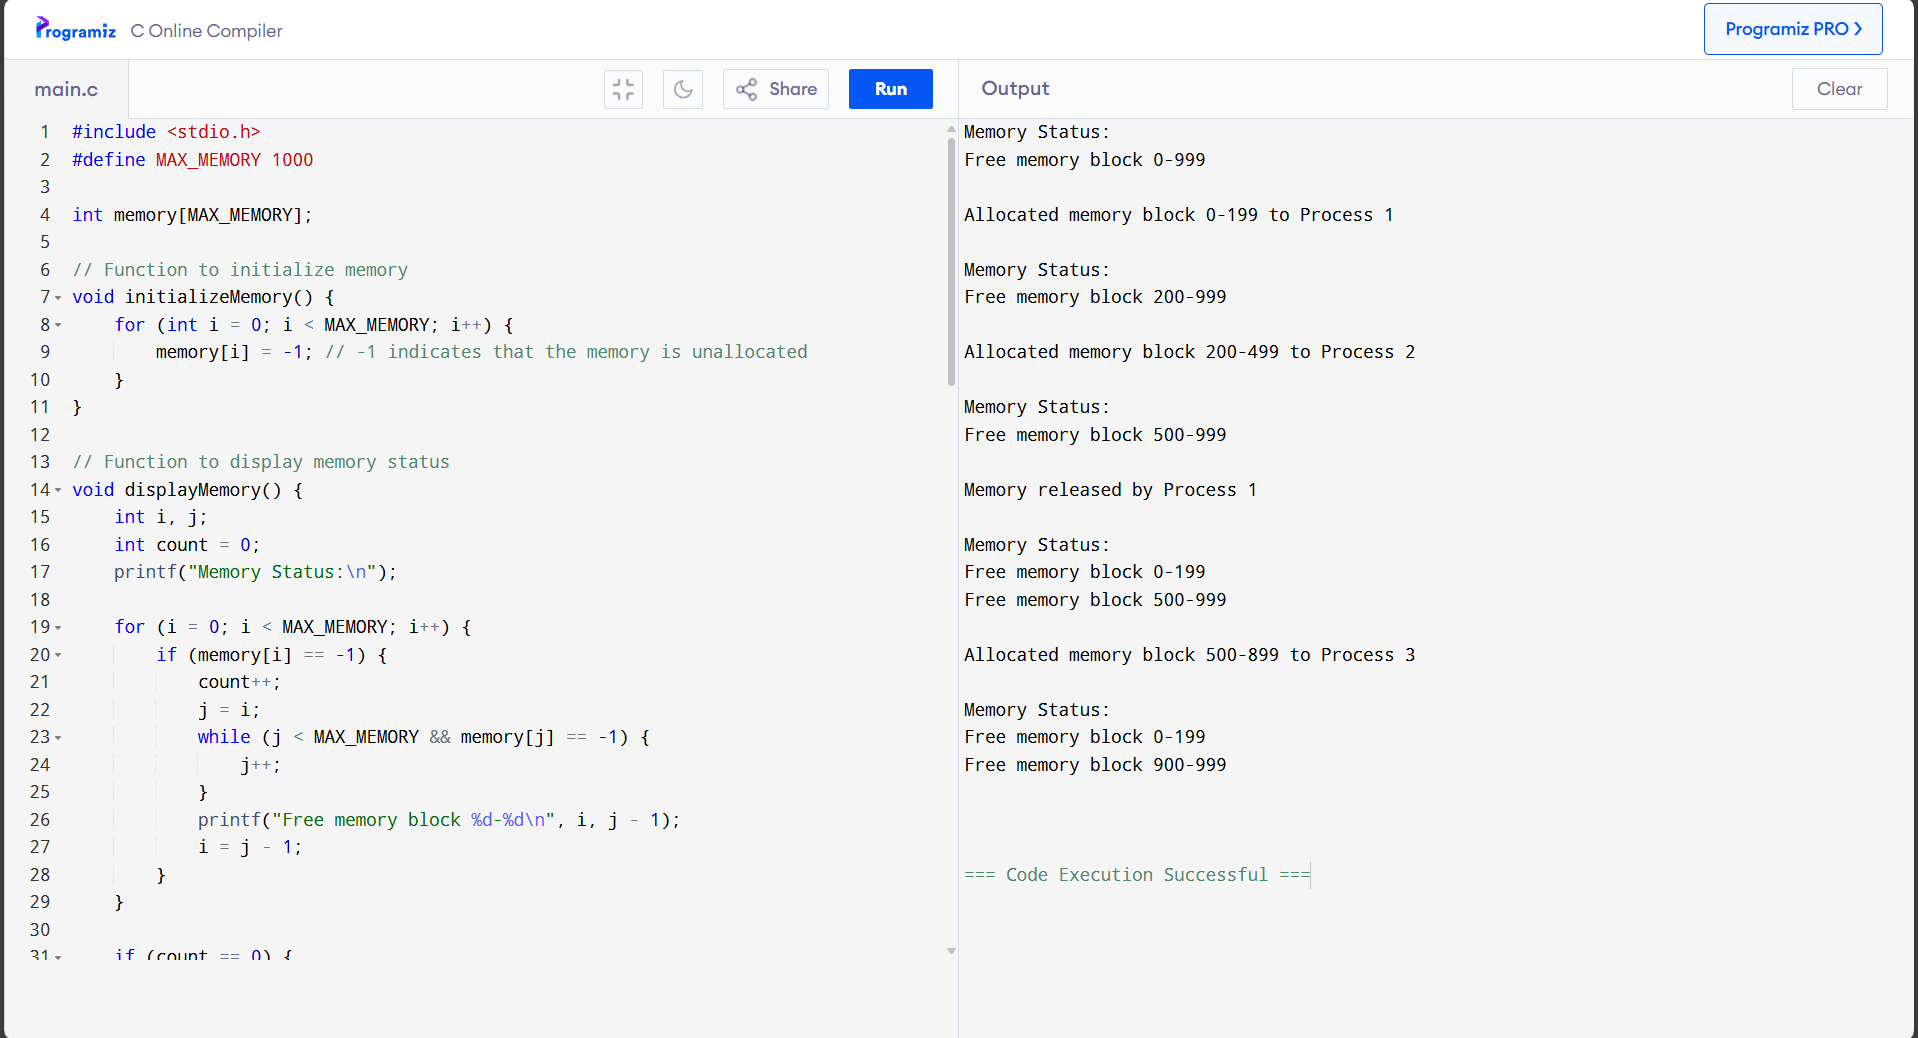 Programiz C Online Compiler
Programiz PRO
main.c
Share
Run
Output
Clear
1 #include <stdio.h>
2 #define MAX_MEMORY 1000
3
4 int memory[MAX_MEMORY];
5
6 // Function to initialize memory
7 void initializeMemory() {
8     for (int i = 0; i < MAX_MEMORY; i++) {
9         memory[i] = -1; // -1 indicates that the memory is unallocated
10     }
11 }
12
13 // Function to display memory status
14 void displayMemory() {
15     int i, j;
16     int count = 0;
17     printf("Memory Status:\n");
18
19     for (i = 0; i < MAX_MEMORY; i++) {
20         if (memory[i] == -1) {
21             count++;
22             j = i;
23             while (j < MAX_MEMORY && memory[j] == -1) {
24                 j++;
25             }
26             printf("Free memory block %d-%d\n", i, j - 1);
27             i = j - 1;
28         }
29     }
30
31     if (count == 0) {
Memory Status:
Free memory block 0-999
Allocated memory block 0-199 to Process 1
Memory Status:
Free memory block 200-999
Allocated memory block 200-499 to Process 2
Memory Status:
Free memory block 500-999
Memory released by Process 1
Memory Status:
Free memory block 0-199
Free memory block 500-999
Allocated memory block 500-899 to Process 3
Memory Status:
Free memory block 0-199
Free memory block 900-999
=== Code Execution Successful ===